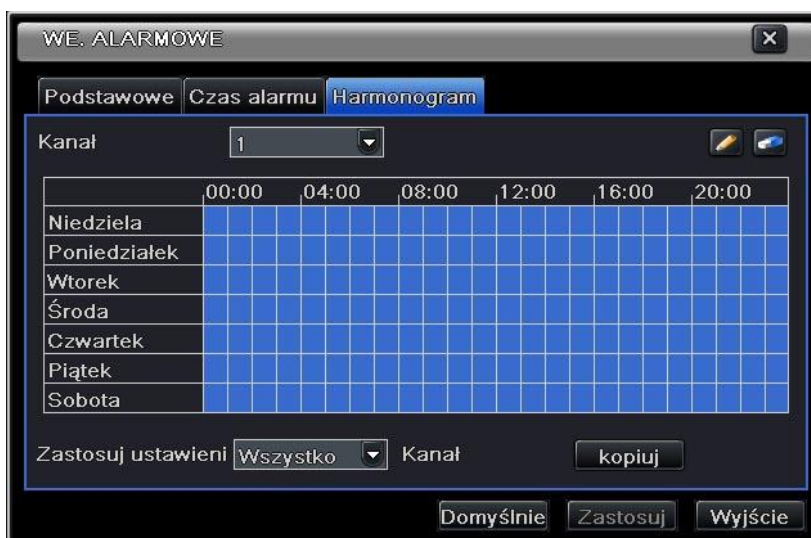 WE. ALARMOWE
Podstawowe Czas alarmu Harmonogram
Kanał 1
00:00 04:00 08:00 12:00 16:00 20:00
Niedziela
Poniedziałek
Wtorek
Środa
Czwartek
Piątek
Sobota
Zastosuj ustawieni Wszystko Kanał kopiuj
Domyślnie Zastosuj Wyjście